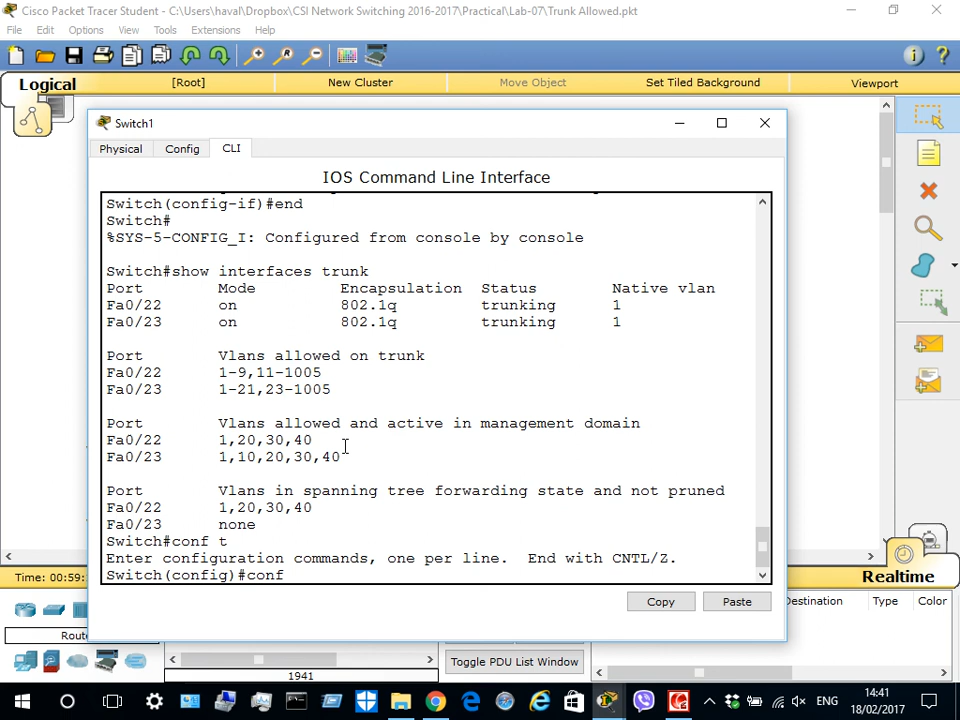 Cisco Packet Tracer Student - C:\Users\haval\Dropbox\CSI Network Switching 2016-2017\Practical\Lab-07\Trunk Allowed.pkt
File Edit Options View Tools Extensions Help
Logical [Root] New Cluster Move Object Set Tiled Background Viewport
Switch1
Physical Config CLI
IOS Command Line Interface
Switch(config-if)#end
Switch#
%SYS-5-CONFIG_I: Configured from console by console
Switch#show interfaces trunk
Port Mode Encapsulation Status Native vlan
Fa0/22 on 802.1q trunking 1
Fa0/23 on 802.1q trunking 1
Port Vlans allowed on trunk
Fa0/22 1-9,11-1005
Fa0/23 1-21,23-1005
Port Vlans allowed and active in management domain
Fa0/22 1,20,30,40
Fa0/23 1,10,20,30,40
Port Vlans in spanning tree forwarding state and not pruned
Fa0/22 1,20,30,40
Fa0/23 none
Switch#conf t
Enter configuration commands, one per line. End with CNTL/Z.
Switch(config)#conf
Copy Paste
Time: 00:59: Realtime
Destination Type Color
Route
Toggle PDU List Window
1941
ENG
14:41
18/02/2017